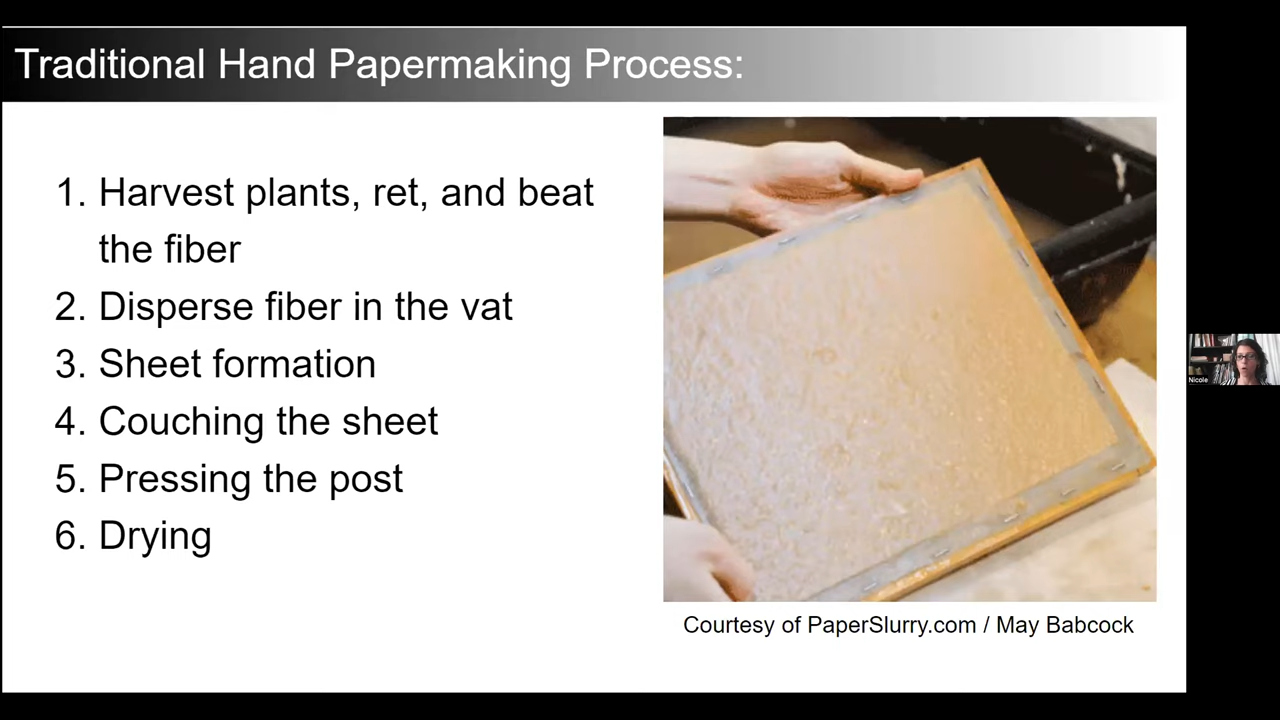 Traditional Hand Papermaking Process:
1. Harvest plants, ret, and beat
the fiber
2. Disperse fiber in the vat
3. Sheet formation
4. Couching the sheet
5. Pressing the post
6. Drying
Courtesy of PaperSlurry.com / May Babcock
Nicole